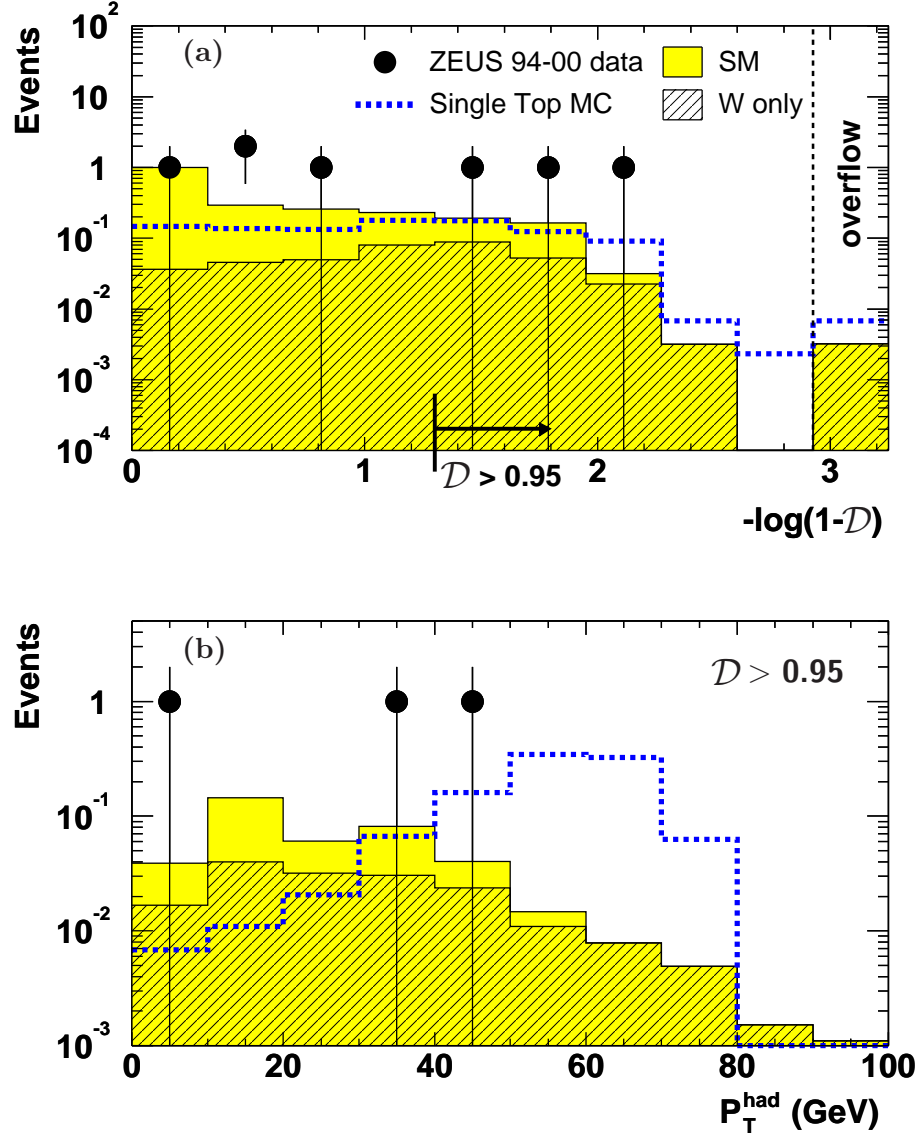 Events
10²
10
1
10⁻¹
10⁻²
10⁻³
10⁻⁴
(a)
ZEUS 94-00 data
SM
Single Top MC
W only
overflow
𝒟 > 0.95
0 1 2 3
-log(1-𝒟)
Events
1
10⁻¹
10⁻²
10⁻³
(b)
𝒟 > 0.95
0 20 40 60 80 100
P_T^had (GeV)